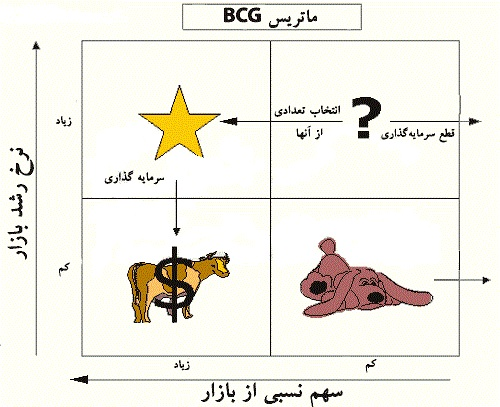 ماتریس BCG
زیاد
انتخاب تعدادی
از آنها
?
قطع سرمایه‌گذاری
سرمایه گذاری
نرخ رشد بازار
کم
$
زیاد
کم
سهم نسبی از بازار